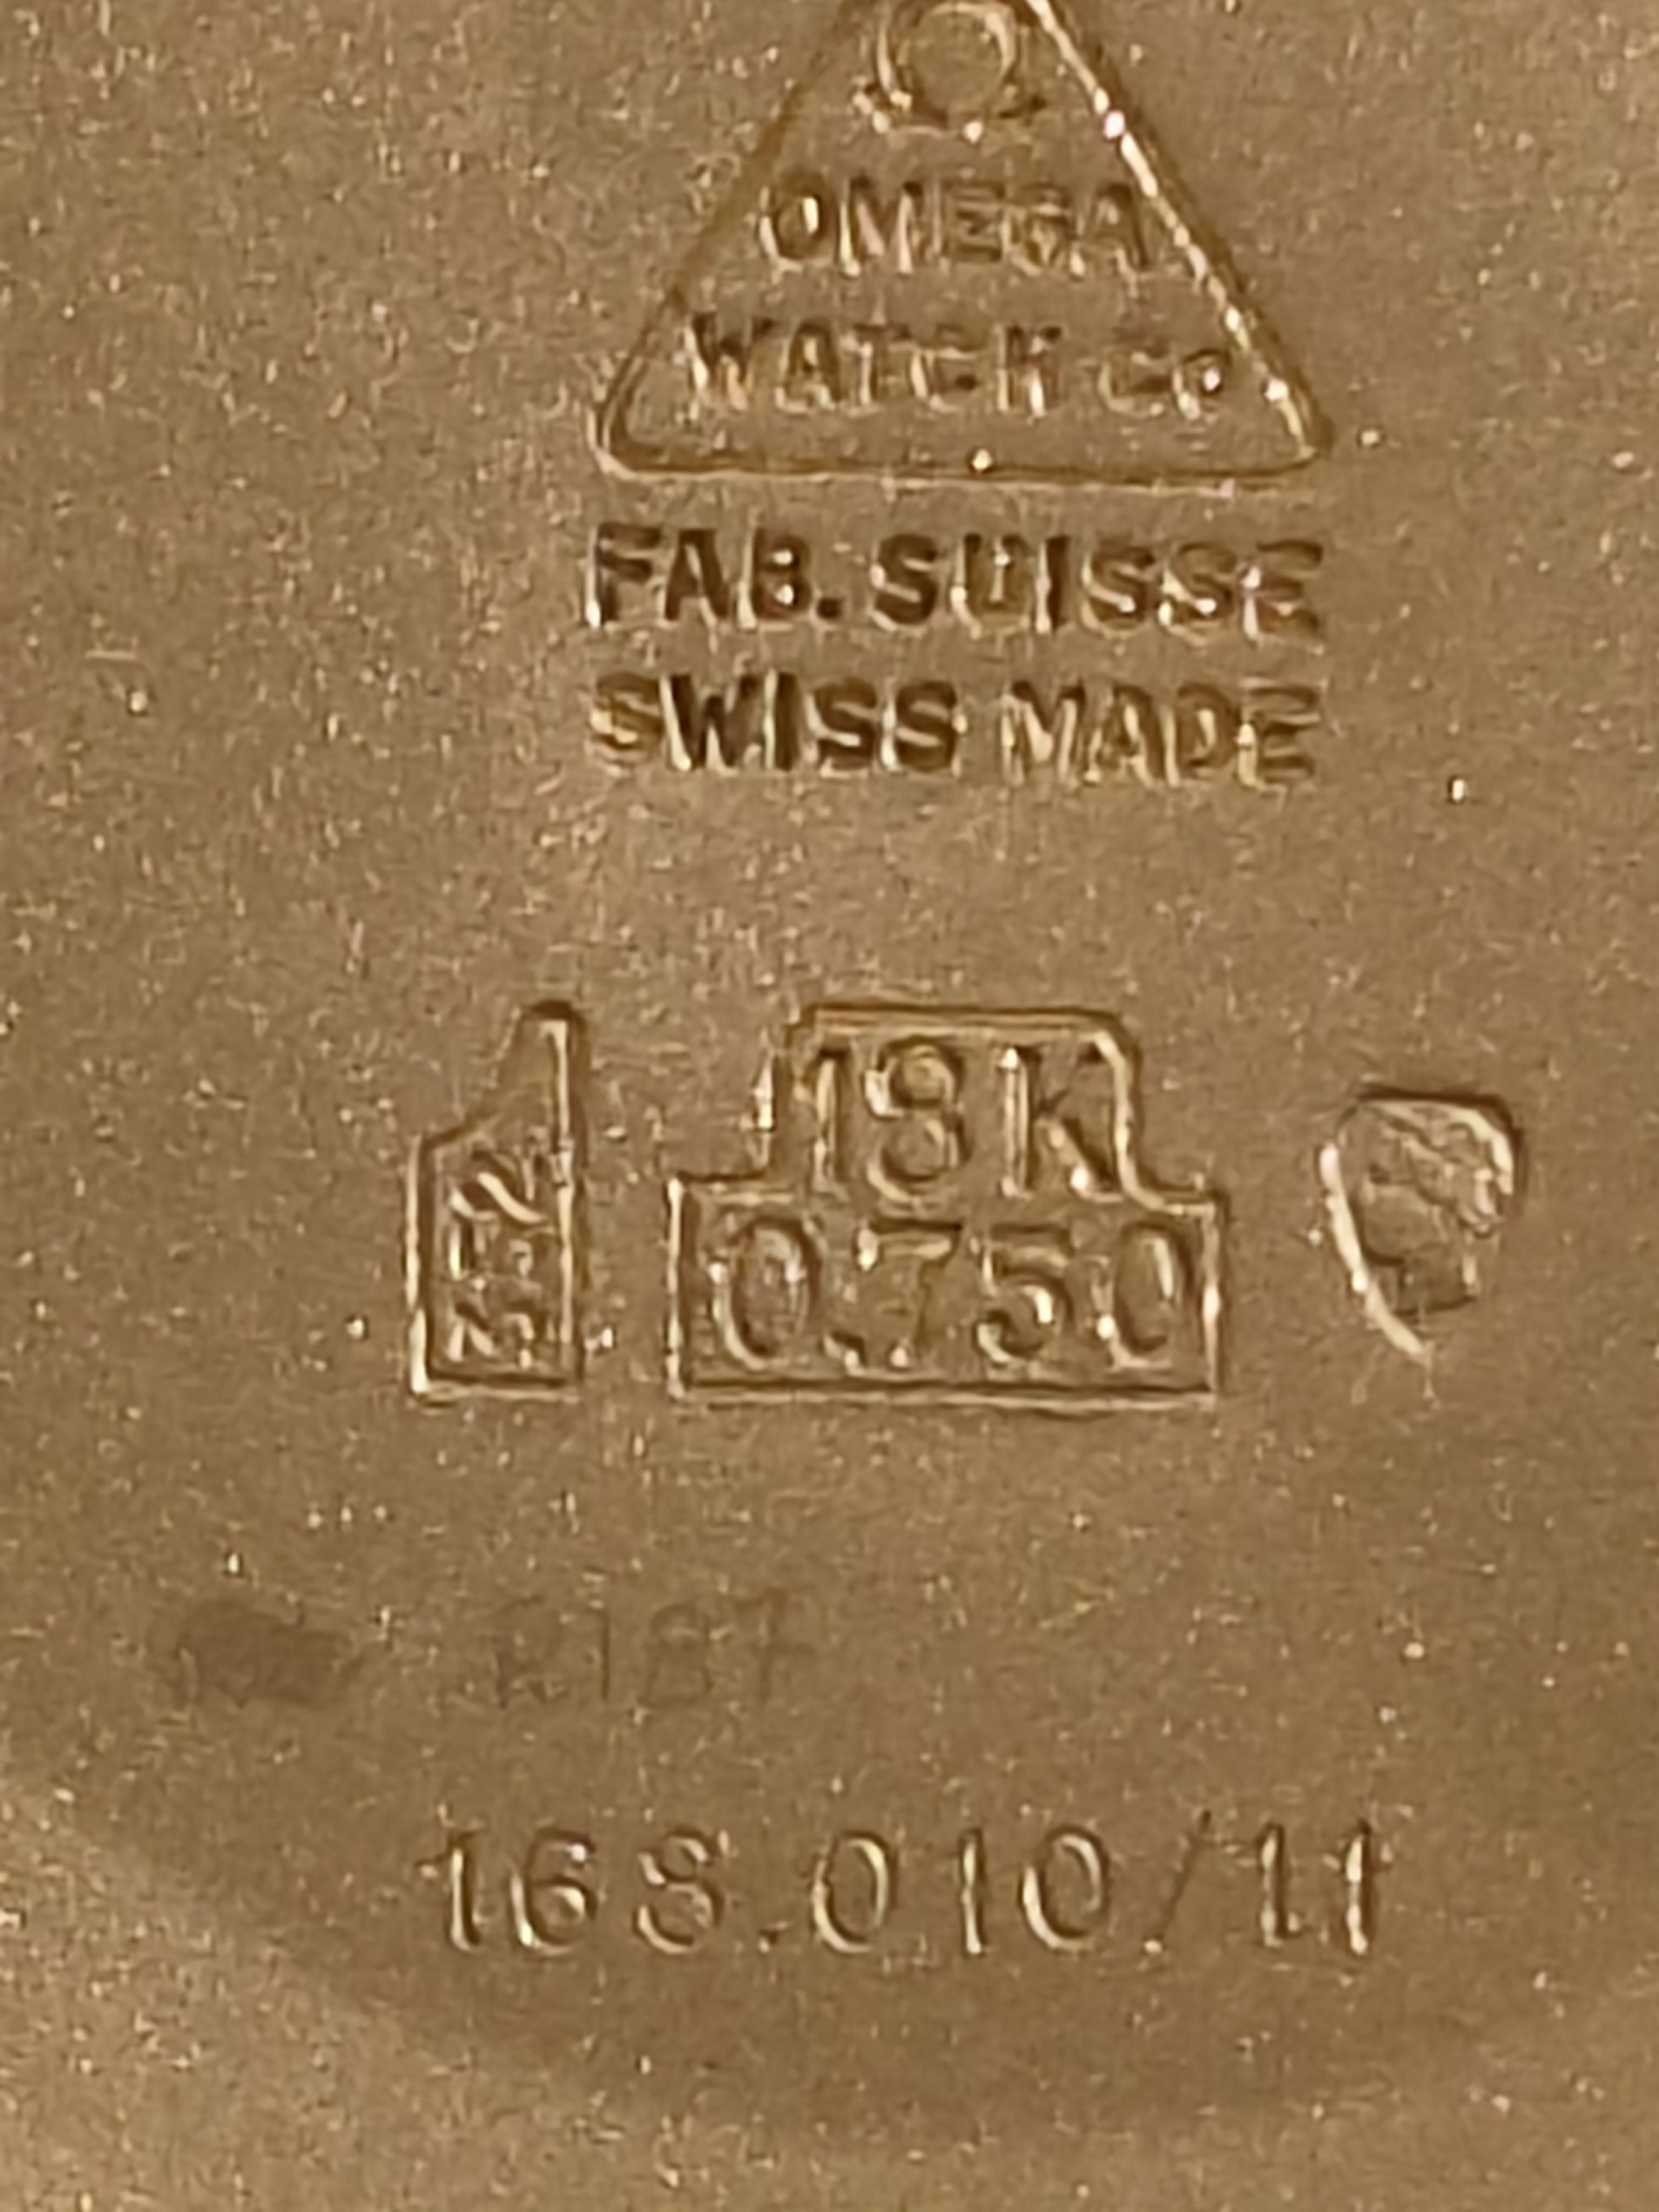 OMEGA
WATCH Co
FAB. SUISSE
SWISS MADE
18K
0.750
168.010/11